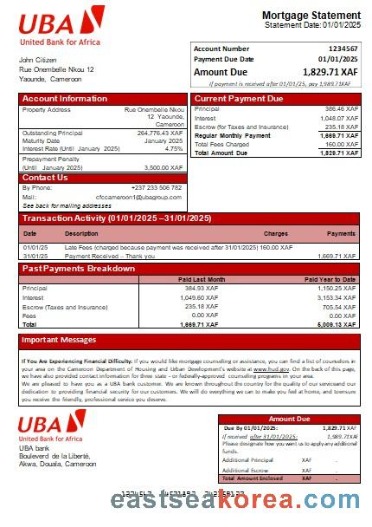 UBA
United Bank for Africa
Mortgage Statement
Statement Date: 01/01/2025
John Citizen
Rue Onembelle Nkou 12
Yaounde, Cameroon
Account Number 1234567
Payment Due Date 01/01/2025
Amount Due 1,829.71 XAF
If payment is received after 01/01/25, pay 1,989.71XAF
Account Information
Property Address Rue Onembelle Nkou
12 Yaounde,
Cameroon
Outstanding Principal 264,776.43 XAF
Maturity Date January 2025
Interest Rate (Until January 2025) 4.75%
Prepayment Penalty
(Until January 2025) 3,500.00 XAF
Current Payment Due
Principal 386.46 XAF
Interest 1,048.07 XAF
Escrow (for Taxes and Insurance) 235.18 XAF
Regular Monthly Payment 1,669.71 XAF
Total Fees Charged 160.00 XAF
Total Amount Due 1,829.71 XAF
Contact Us
By Phone: +237 233 506 782
Mail: cfccameroon1@ubagroup.com
See back for mailing addresses
Transaction Activity (01/01/2025 –31/01/2025)
Date Description Charges Payments
01/01/25 Late Fees (charged because payment was received after 31/01/2025) 160.00 XAF
31/01/25 Payment Received – Thank you 1,669.71 XAF
Past Payments Breakdown
Paid Last Month Paid Year to Date
Principal 384.93 XAF 1,150.25 XAF
Interest 1,049.60 XAF 3,153.34 XAF
Escrow (Taxes and Insurance) 235.18 XAF 705.54 XAF
Fees 0.00 XAF 0.00 XAF
Total 1,669.71 XAF 5,009.13 XAF
Important Messages
If You Are Experiencing Financial Difficulty: If you would like mortgage counseling or assistance, you can find a list of counselors in
your area on the Cameroon Department of Housing and Urban Development's website at www.hud.gov. On the back of this page,
we have also provided contact information for three state – or federally-approved counseling programs in your area.
We are pleased to have you as a UBA bank customer. We are known throughout the country for the quality of our service and our
dedication to providing financial security for our customers. We will do everything we can to make you feel at home, and to ensure
you receive the friendly, professional service you deserve.
UBA
United Bank for Africa
UBA bank
Bouleverd de la Liberté,
Akwa, Douala, Cameroon
Amount Due
Due By 01/01/2025: 1,829.71 XAF
If received after 31/01/2025: 1,989.71XAF
Please designate how you want us to apply any additional
funds.
Additional Principal XAF -
Additional Escrow XAF -
Total Amount Enclosed XAF -
eastseakorea.com